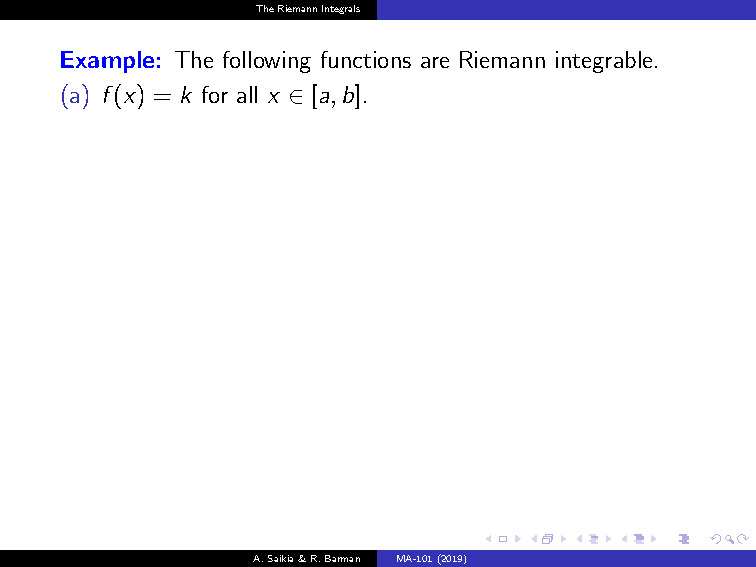 The Riemann Integrals
Example: The following functions are Riemann integrable.
(a) f(x) = k for all x ∈ [a, b].
A. Saikia & R. Barman MA-101 (2019)